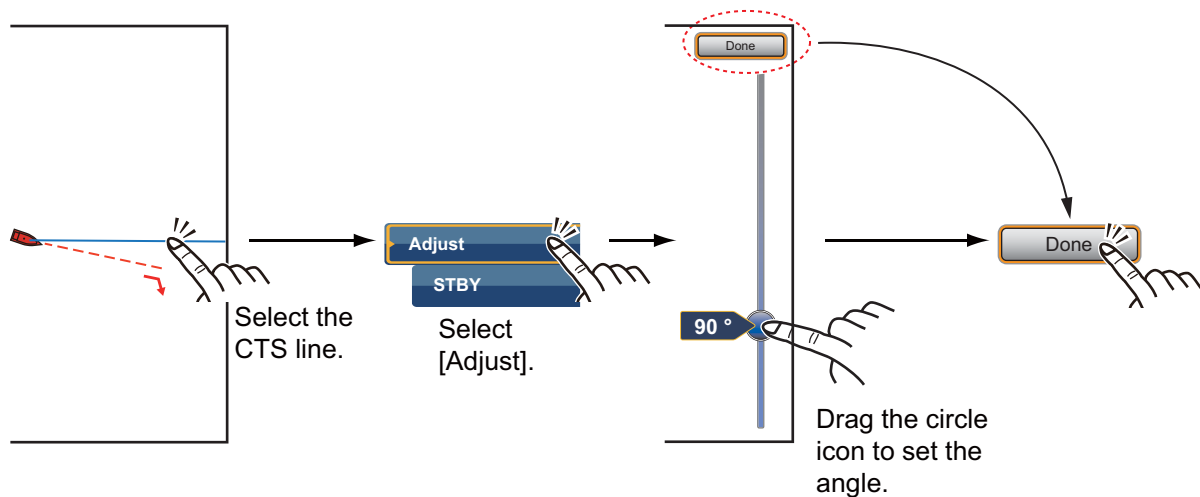 Select the
CTS line.
Adjust
STBY
Select
[Adjust].
Done
90 °
Drag the circle
icon to set the
angle.
Done